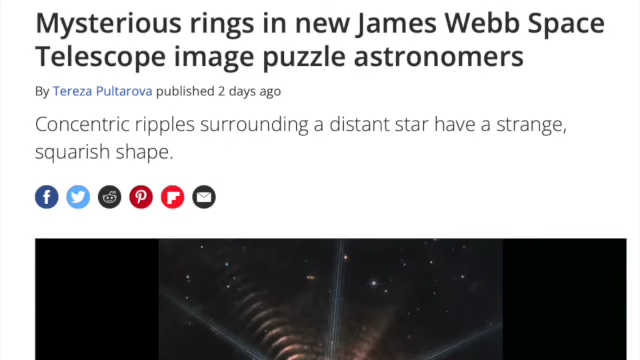 Mysterious rings in new James Webb Space
Telescope image puzzle astronomers
By Tereza Pultarova published 2 days ago
Concentric ripples surrounding a distant star have a strange,
squarish shape.